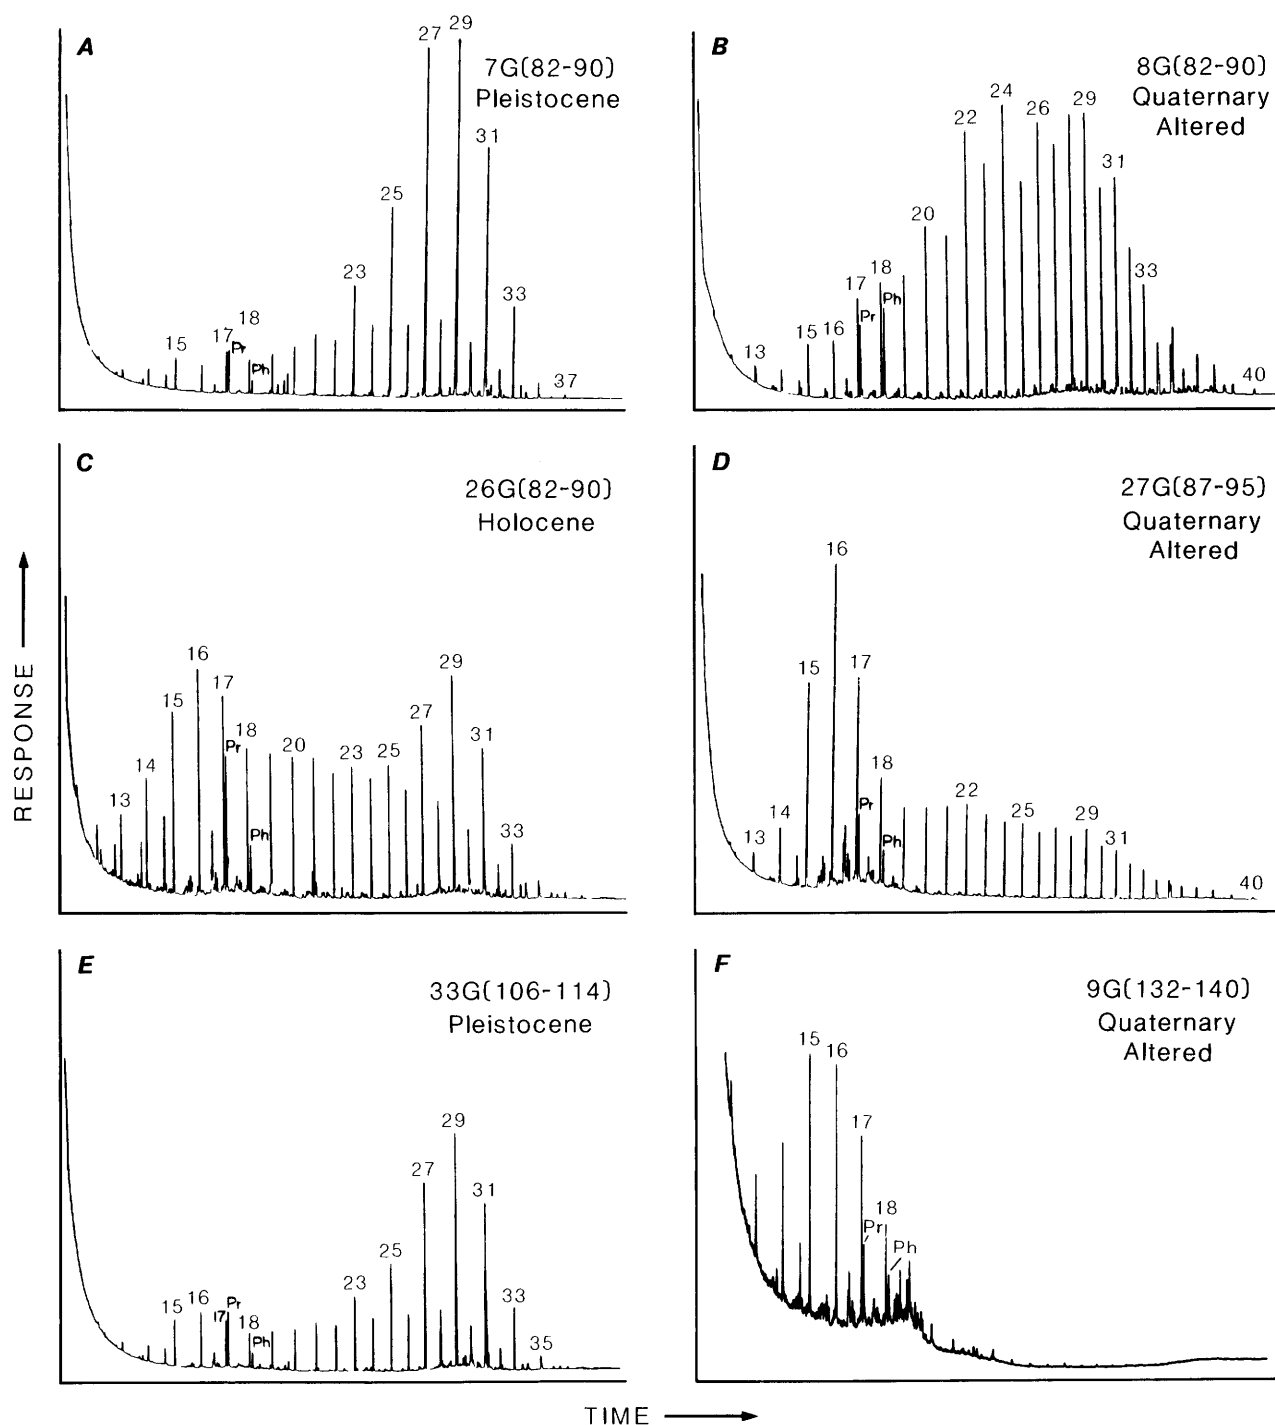 A
7G(82-90)
Pleistocene
15
17
Pr
18
Ph
23
25
27
29
31
33
37
B
8G(82-90)
Quaternary
Altered
13
15
16
17
Pr
18
Ph
20
22
24
26
29
31
33
40
C
26G(82-90)
Holocene
13
14
15
16
17
Pr
18
Ph
20
23
25
27
29
31
33
D
27G(87-95)
Quaternary
Altered
13
14
15
16
17
Pr
18
Ph
22
25
29
31
40
E
33G(106-114)
Pleistocene
15
16
17
Pr
18
Ph
23
25
27
29
31
33
35
F
9G(132-140)
Quaternary
Altered
15
16
17
Pr
18
Ph
RESPONSE
TIME